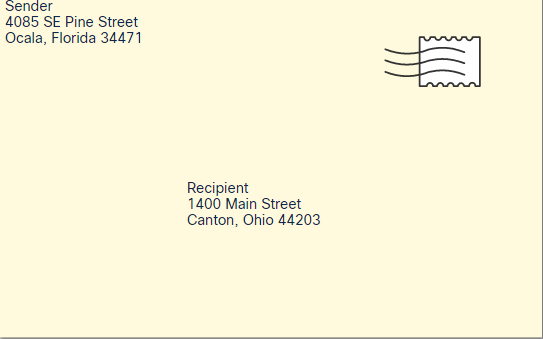 Sender
4085 SE Pine Street
Ocala, Florida 34471
Recipient
1400 Main Street
Canton, Ohio 44203